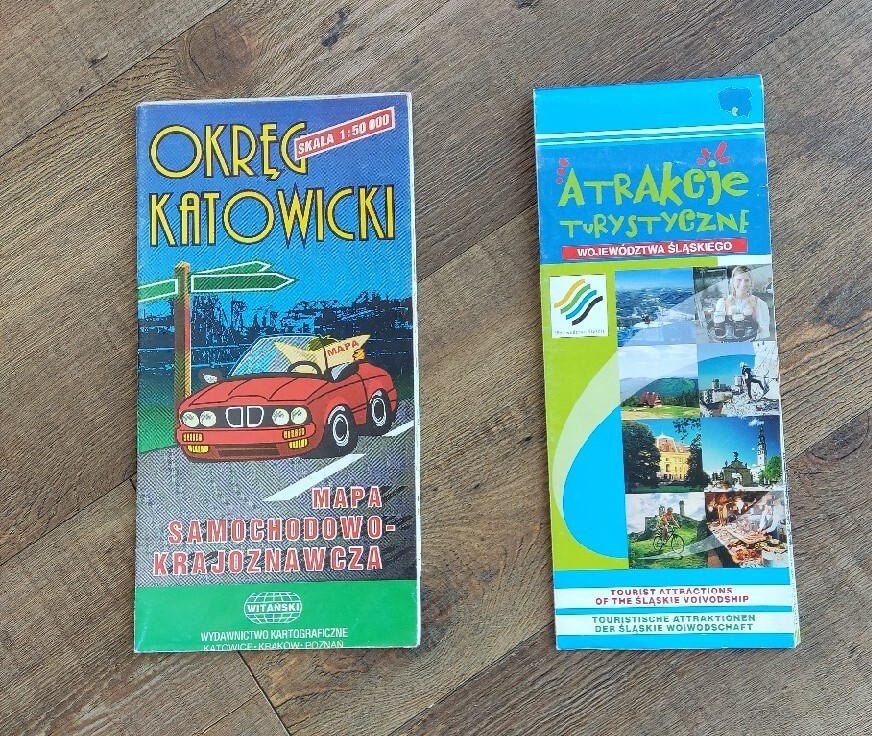 OKRĘG
SKALA 1:50 000
KATOWICKI
MAPA
MAPA
SAMOCHODOWO-
KRAJOZNAWCZA
WITAŃSKI
WYDAWNICTWO KARTOGRAFICZNE
KATOWICE · KRAKÓW · POZNAŃ
ATRAKCJE
TURYSTYCZNE
WOJEWÓDZTWA ŚLĄSKIEGO
TOURIST ATTRACTIONS
OF THE ŚLĄSKIE VOIVODSHIP
TOURISTISCHE ATTRAKTIONEN
DER ŚLĄSKIE WOIWODSCHAFT